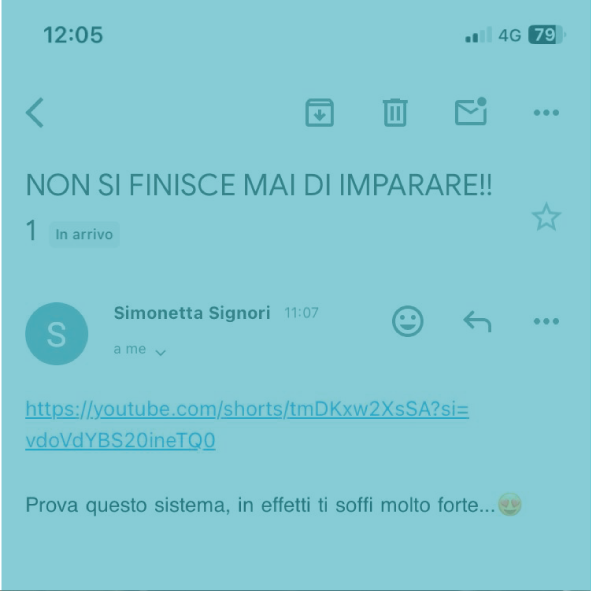 12:05 4G 79
NON SI FINISCE MAI DI IMPARARE!!
1 In arrivo
S Simonetta Signori 11:07
a me
https://youtube.com/shorts/tmDKxw2XsSA?si=
vdoVdYBS20ineTQ0
Prova questo sistema, in effetti ti soffi molto forte...😍